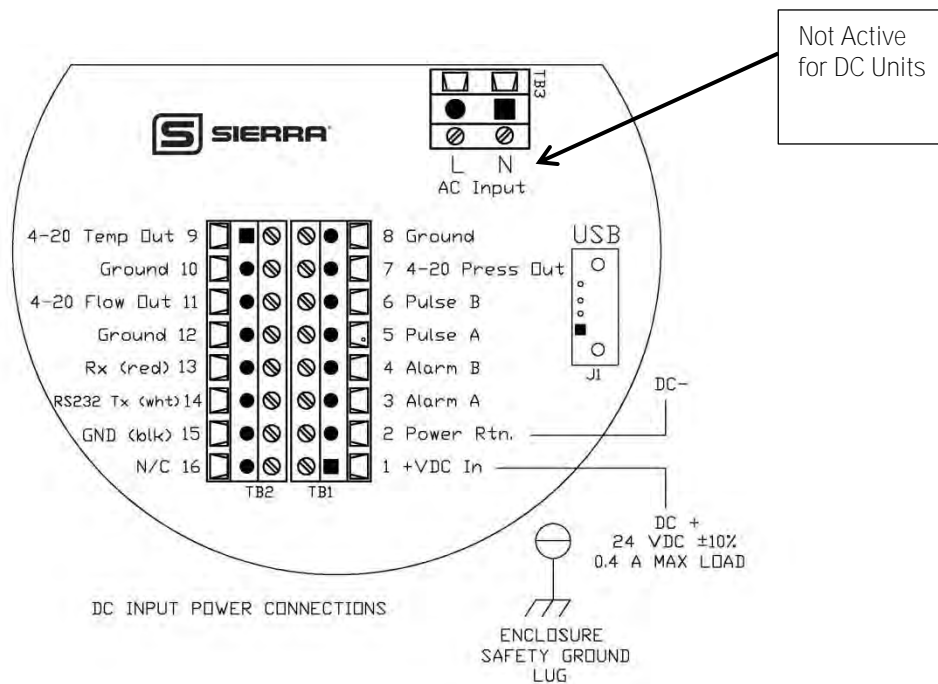 Not Active
for DC Units
TB3
SIERRA®
L N
AC Input
4-20 Temp Out 9
Ground 10
4-20 Flow Out 11
Ground 12
Rx (red) 13
RS232 Tx (wht) 14
GND (blk) 15
N/C 16
TB2
TB1
8 Ground
7 4-20 Press Out
6 Pulse B
5 Pulse A
4 Alarm B
3 Alarm A
2 Power Rtn.
1 +VDC In
USB
J1
DC-
DC +
24 VDC ±10%
0.4 A MAX LOAD
DC INPUT POWER CONNECTIONS
ENCLOSURE
SAFETY GROUND
LUG